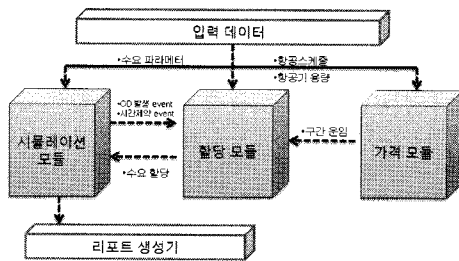 입력 데이터
•수요 파라메터
•항공스케줄
•항공기 용량
시뮬레이션
모듈
•OD 발생 event
•시간제약 event
•수요 할당
할당 모듈
•구간 운임
가격 모듈
리포트 생성기